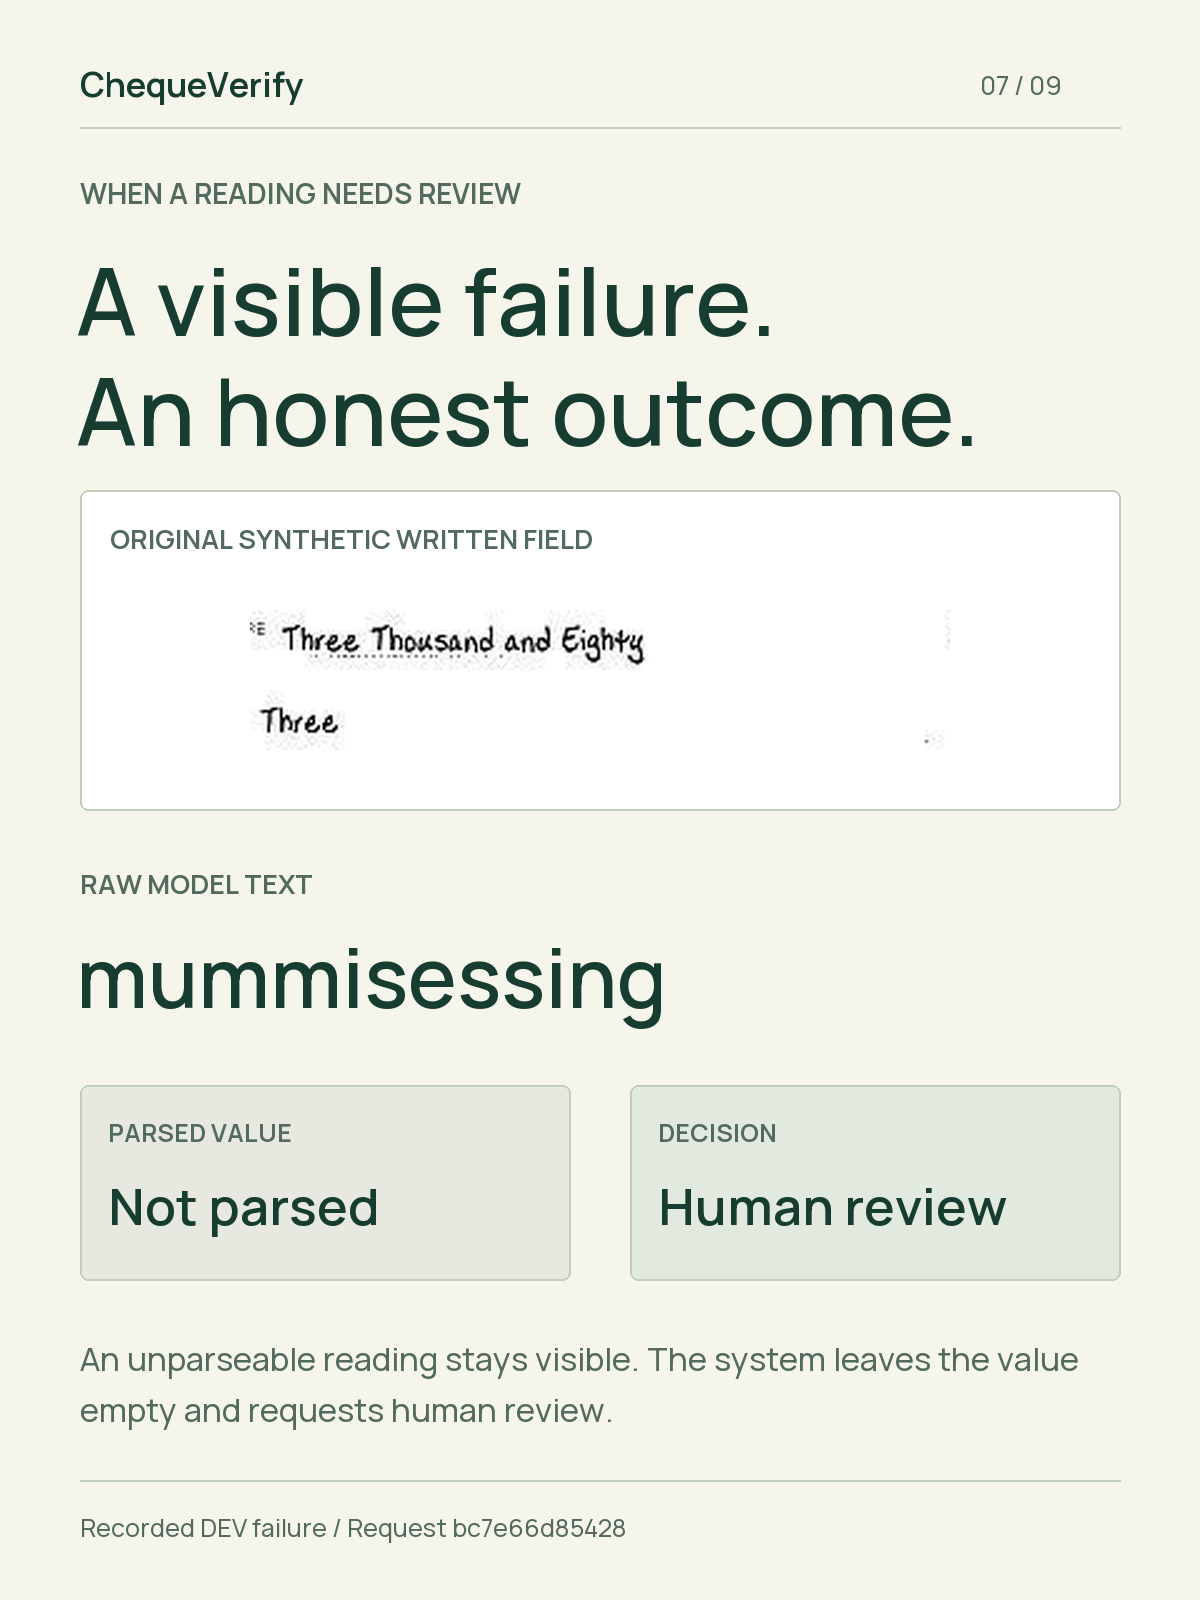 ChequeVerify
07 / 09
WHEN A READING NEEDS REVIEW
A visible failure.
An honest outcome.
ORIGINAL SYNTHETIC WRITTEN FIELD
Three Thousand and Eighty
Three
RAW MODEL TEXT
mummisessing
PARSED VALUE
Not parsed
DECISION
Human review
An unparseable reading stays visible. The system leaves the value
empty and requests human review.
Recorded DEV failure / Request bc7e66d85428